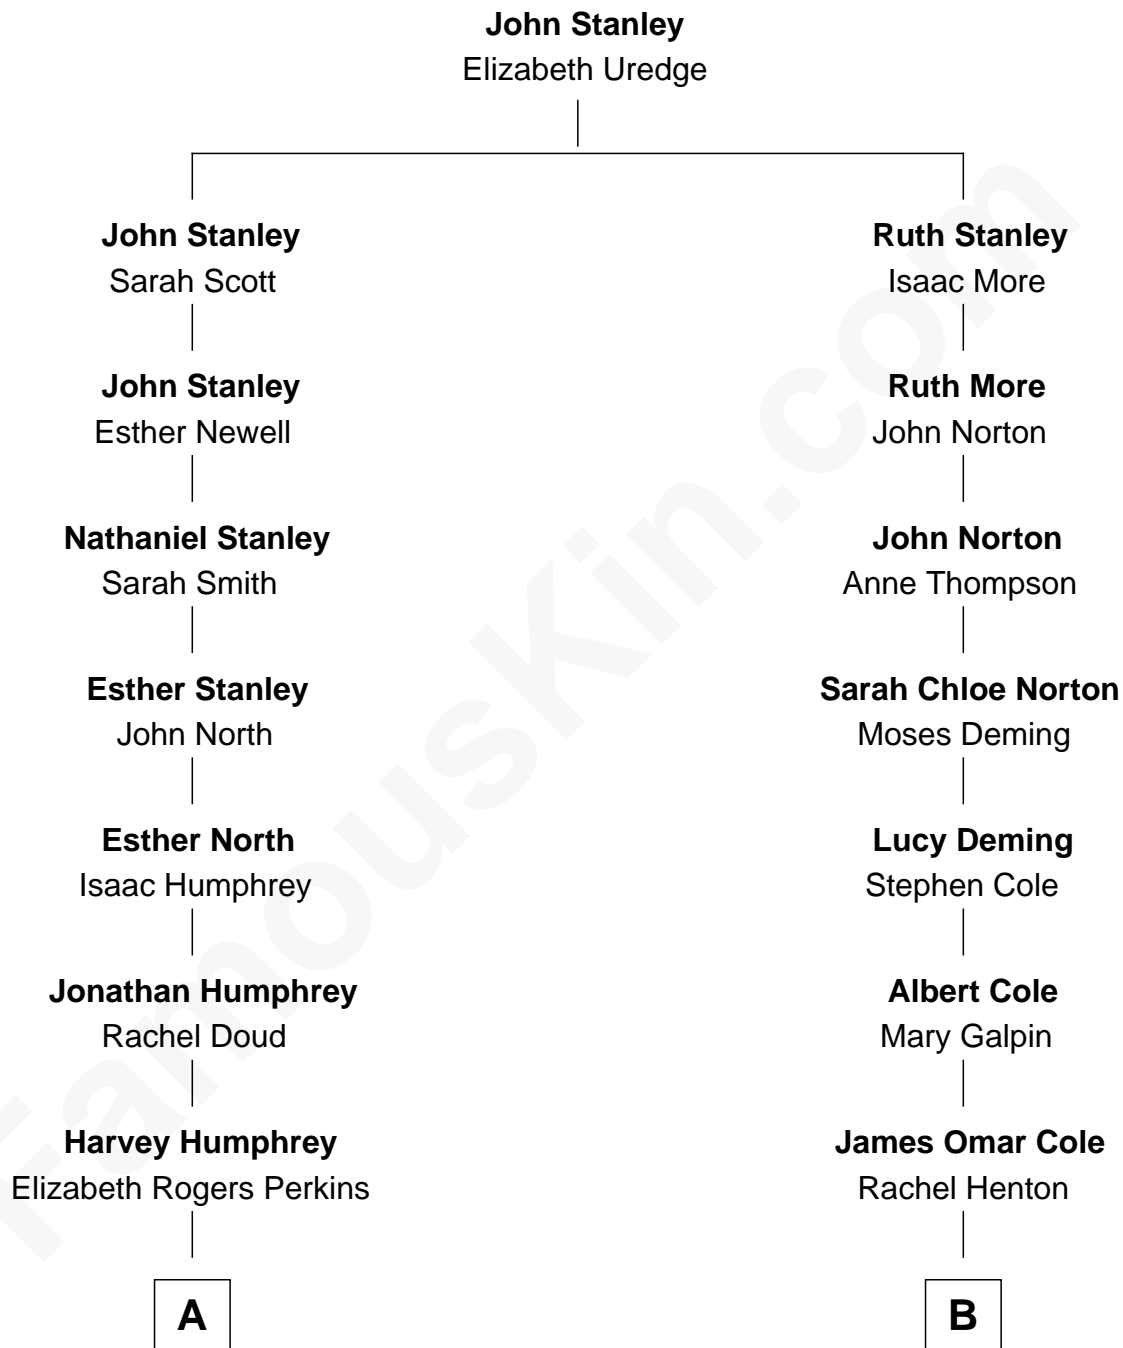 John Stanley
Elizabeth Uredge
John Stanley
Sarah Scott
John Stanley
Esther Newell
Nathaniel Stanley
Sarah Smith
Esther Stanley
John North
Esther North
Isaac Humphrey
Jonathan Humphrey
Rachel Doud
Harvey Humphrey
Elizabeth Rogers Perkins
A
Ruth Stanley
Isaac More
Ruth More
John Norton
John Norton
Anne Thompson
Sarah Chloe Norton
Moses Deming
Lucy Deming
Stephen Cole
Albert Cole
Mary Galpin
James Omar Cole
Rachel Henton
B
FamousKin.com